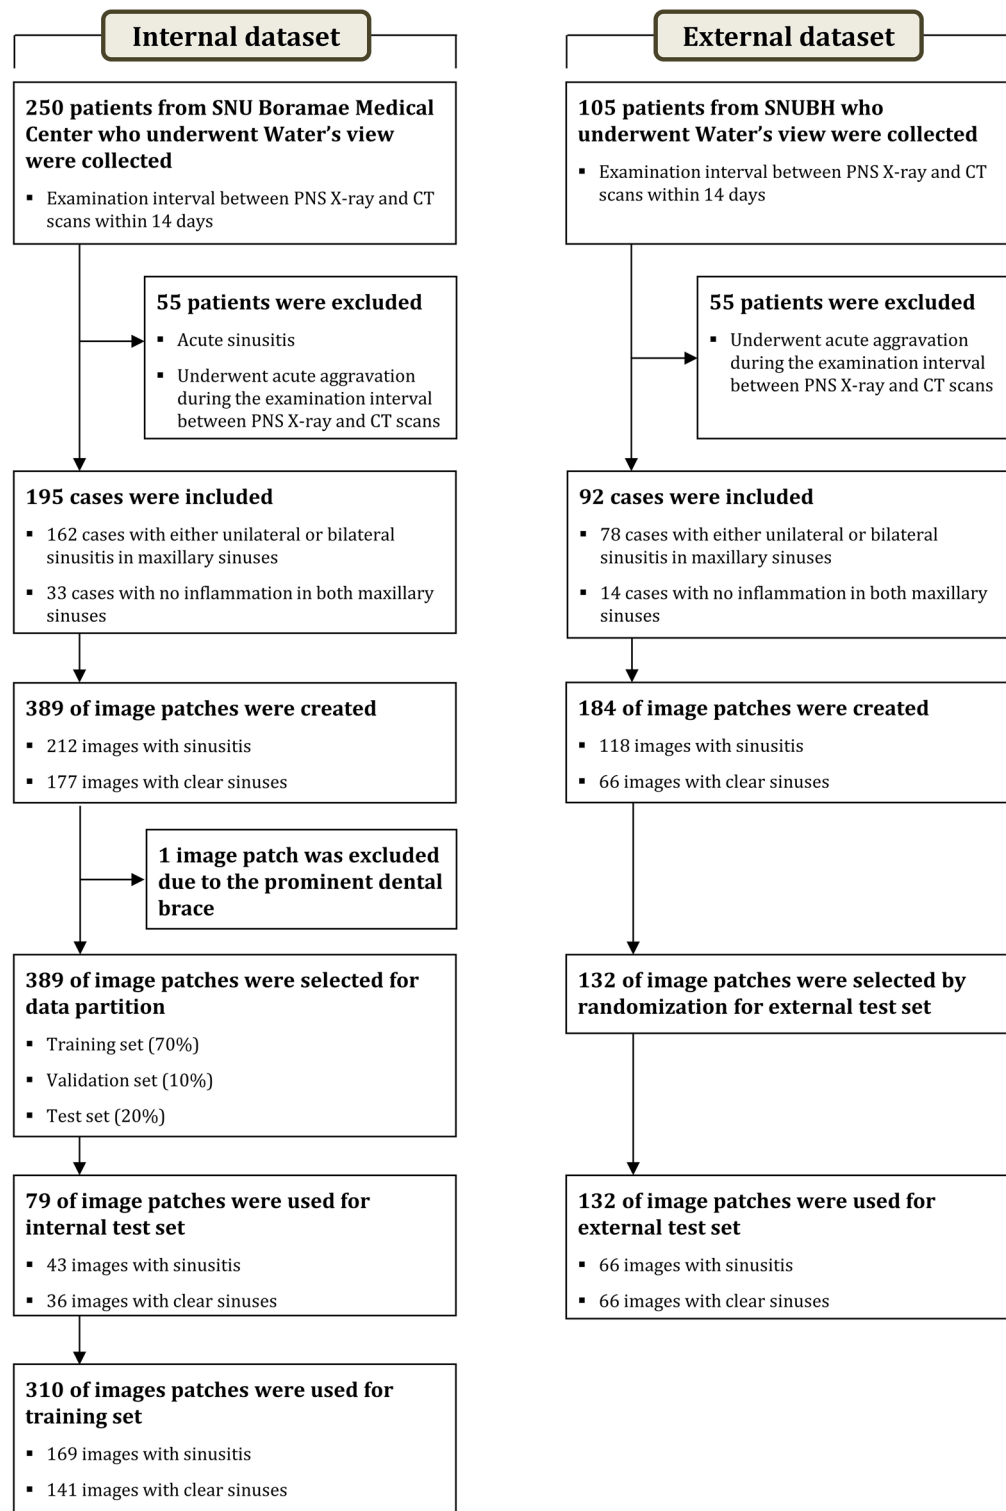 Internal dataset
250 patients from SNU Boramae Medical
Center who underwent Water's view
were collected
▪ Examination interval between PNS X-ray and CT
scans within 14 days
55 patients were excluded
▪ Acute sinusitis
▪ Underwent acute aggravation
during the examination interval
between PNS X-ray and CT scans
195 cases were included
▪ 162 cases with either unilateral or bilateral
sinusitis in maxillary sinuses
▪ 33 cases with no inflammation in both maxillary
sinuses
389 of image patches were created
▪ 212 images with sinusitis
▪ 177 images with clear sinuses
1 image patch was excluded
due to the prominent dental
brace
389 of image patches were selected for
data partition
▪ Training set (70%)
▪ Validation set (10%)
▪ Test set (20%)
79 of image patches were used for
internal test set
▪ 43 images with sinusitis
▪ 36 images with clear sinuses
310 of images patches were used for
training set
▪ 169 images with sinusitis
▪ 141 images with clear sinuses
External dataset
105 patients from SNUBH who
underwent Water's view were collected
▪ Examination interval between PNS X-ray and CT
scans within 14 days
55 patients were excluded
▪ Underwent acute aggravation
during the examination interval
between PNS X-ray and CT scans
92 cases were included
▪ 78 cases with either unilateral or bilateral
sinusitis in maxillary sinuses
▪ 14 cases with no inflammation in both maxillary
sinuses
184 of image patches were created
▪ 118 images with sinusitis
▪ 66 images with clear sinuses
132 of image patches were selected by
randomization for external test set
132 of image patches were used for
external test set
▪ 66 images with sinusitis
▪ 66 images with clear sinuses